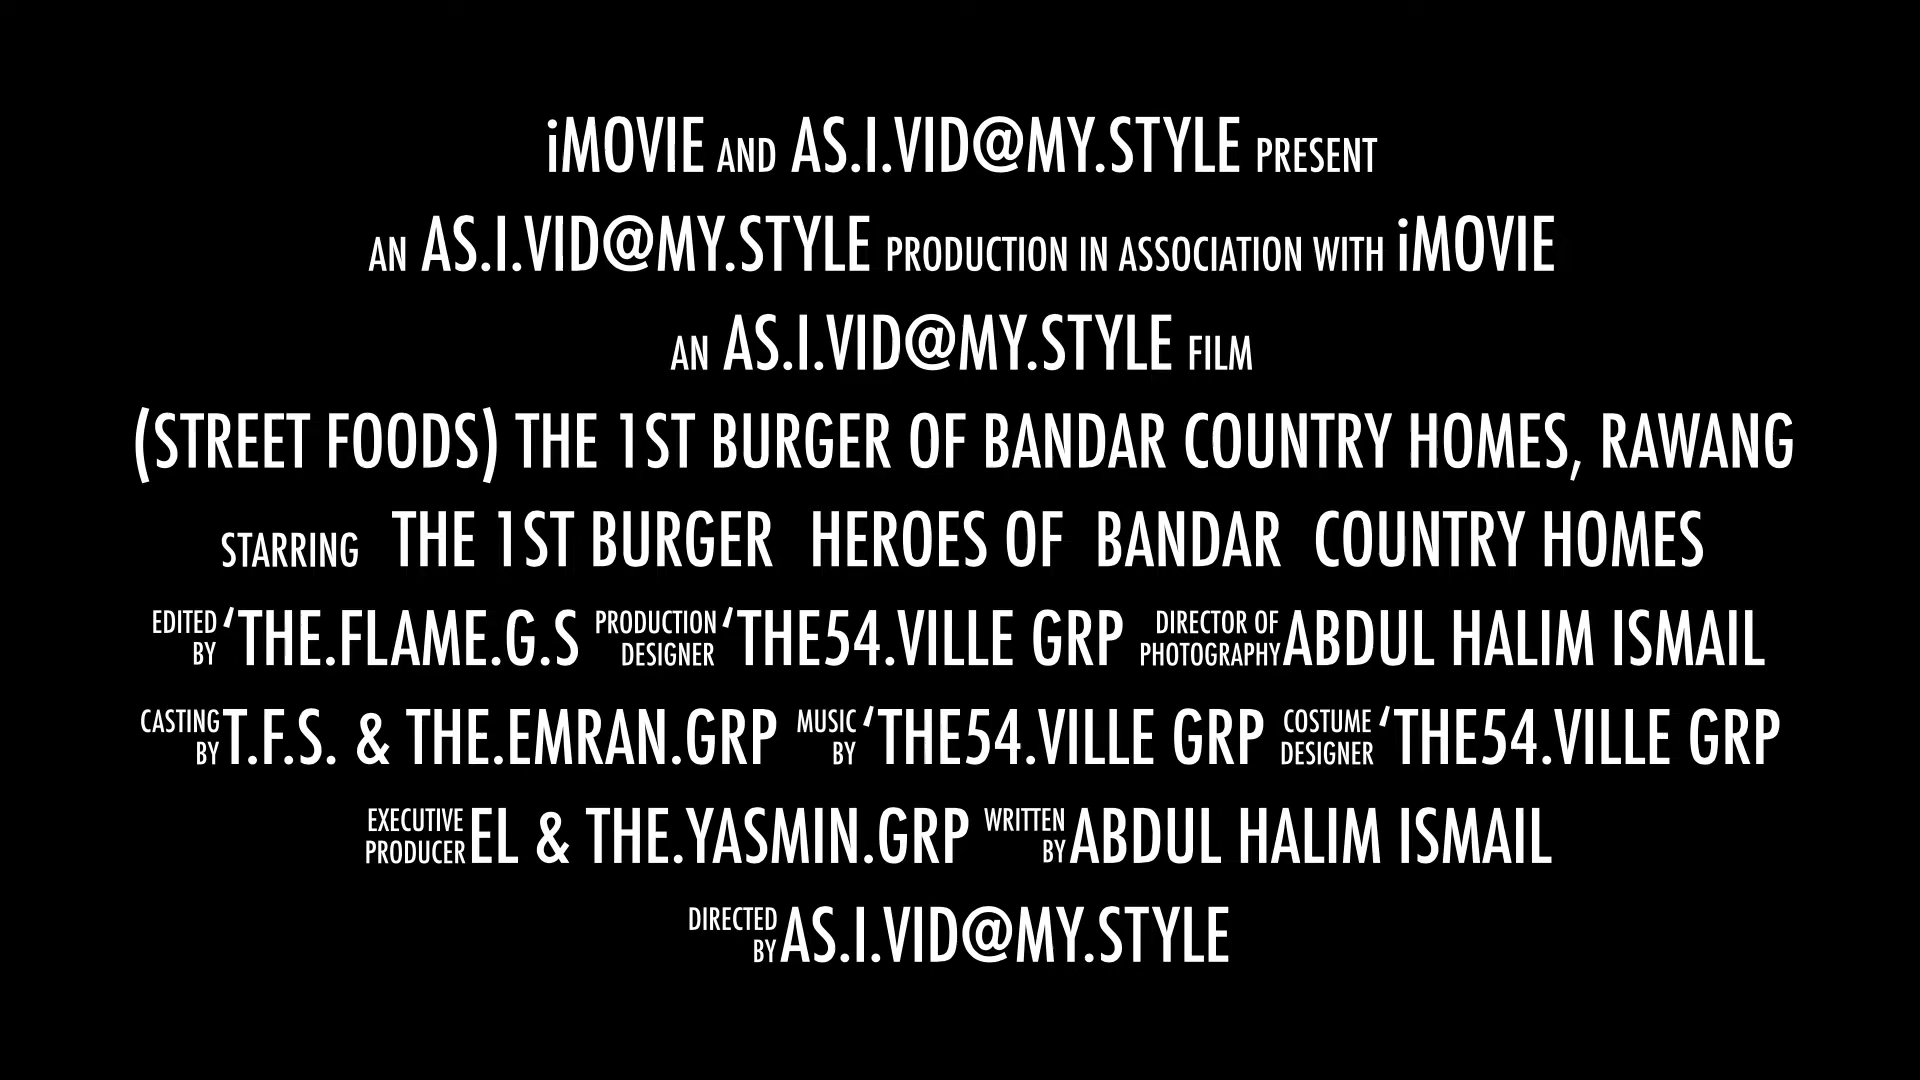 iMOVIE AND AS.I.VID@MY.STYLE PRESENT
AN AS.I.VID@MY.STYLE PRODUCTION IN ASSOCIATION WITH iMOVIE
AN AS.I.VID@MY.STYLE FILM
(STREET FOODS) THE 1ST BURGER OF BANDAR COUNTRY HOMES, RAWANG
STARRING THE 1ST BURGER HEROES OF BANDAR COUNTRY HOMES
EDITED BY ‘THE.FLAME.G.S PRODUCTION DESIGNER ‘THE54.VILLE GRP DIRECTOR OF PHOTOGRAPHY ABDUL HALIM ISMAIL
CASTING BY T.F.S. & THE.EMRAN.GRP MUSIC BY ‘THE54.VILLE GRP COSTUME DESIGNER ‘THE54.VILLE GRP
EXECUTIVE PRODUCER EL & THE.YASMIN.GRP WRITTEN BY ABDUL HALIM ISMAIL
DIRECTED BY AS.I.VID@MY.STYLE